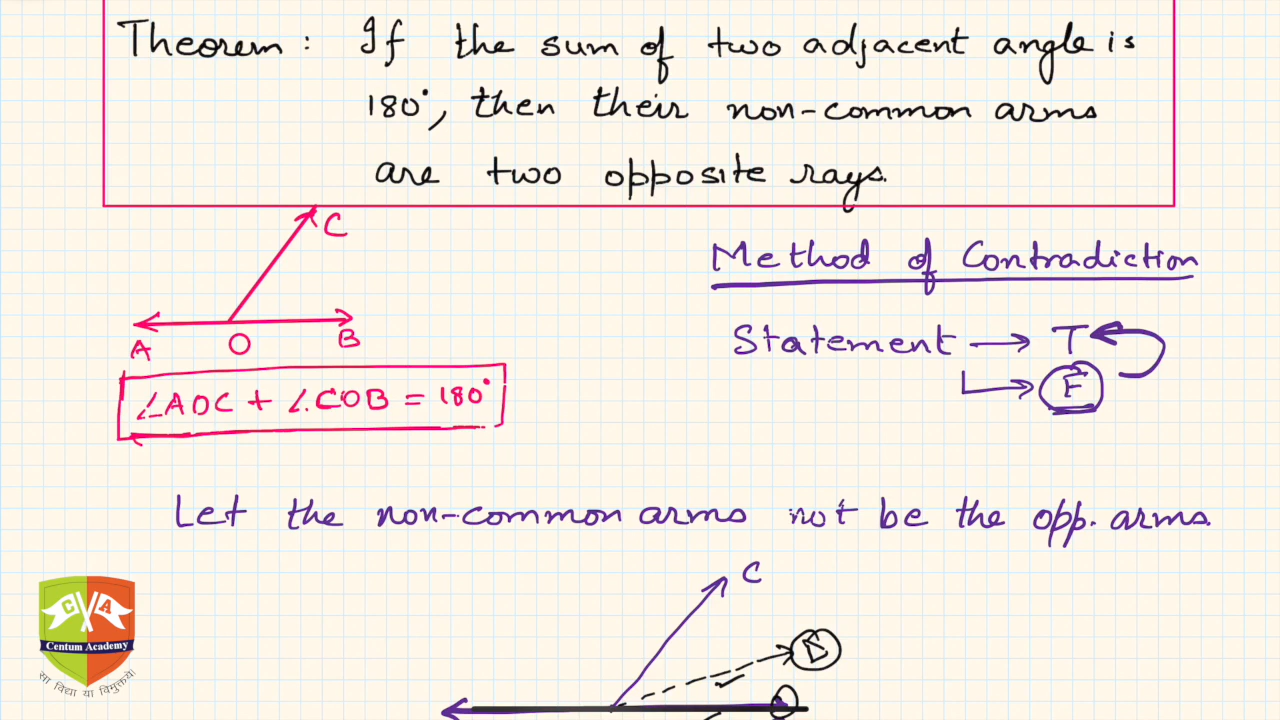 Theorem: If the sum of two adjacent angle is
180°, then their non-common arms
are two opposite rays.
C
A O B
∠AOC + ∠COB = 180°
Method of Contradiction
Statement → T
F
Let the non-common arms not be the opp. arms.
C
C A
Centum Academy
सा विद्या या विमुक्तये